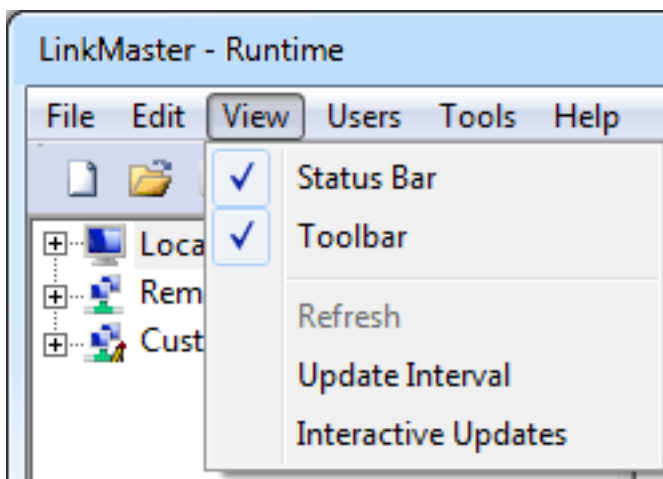 LinkMaster - Runtime
File Edit View Users Tools Help
Status Bar
Toolbar
Refresh
Update Interval
Interactive Updates